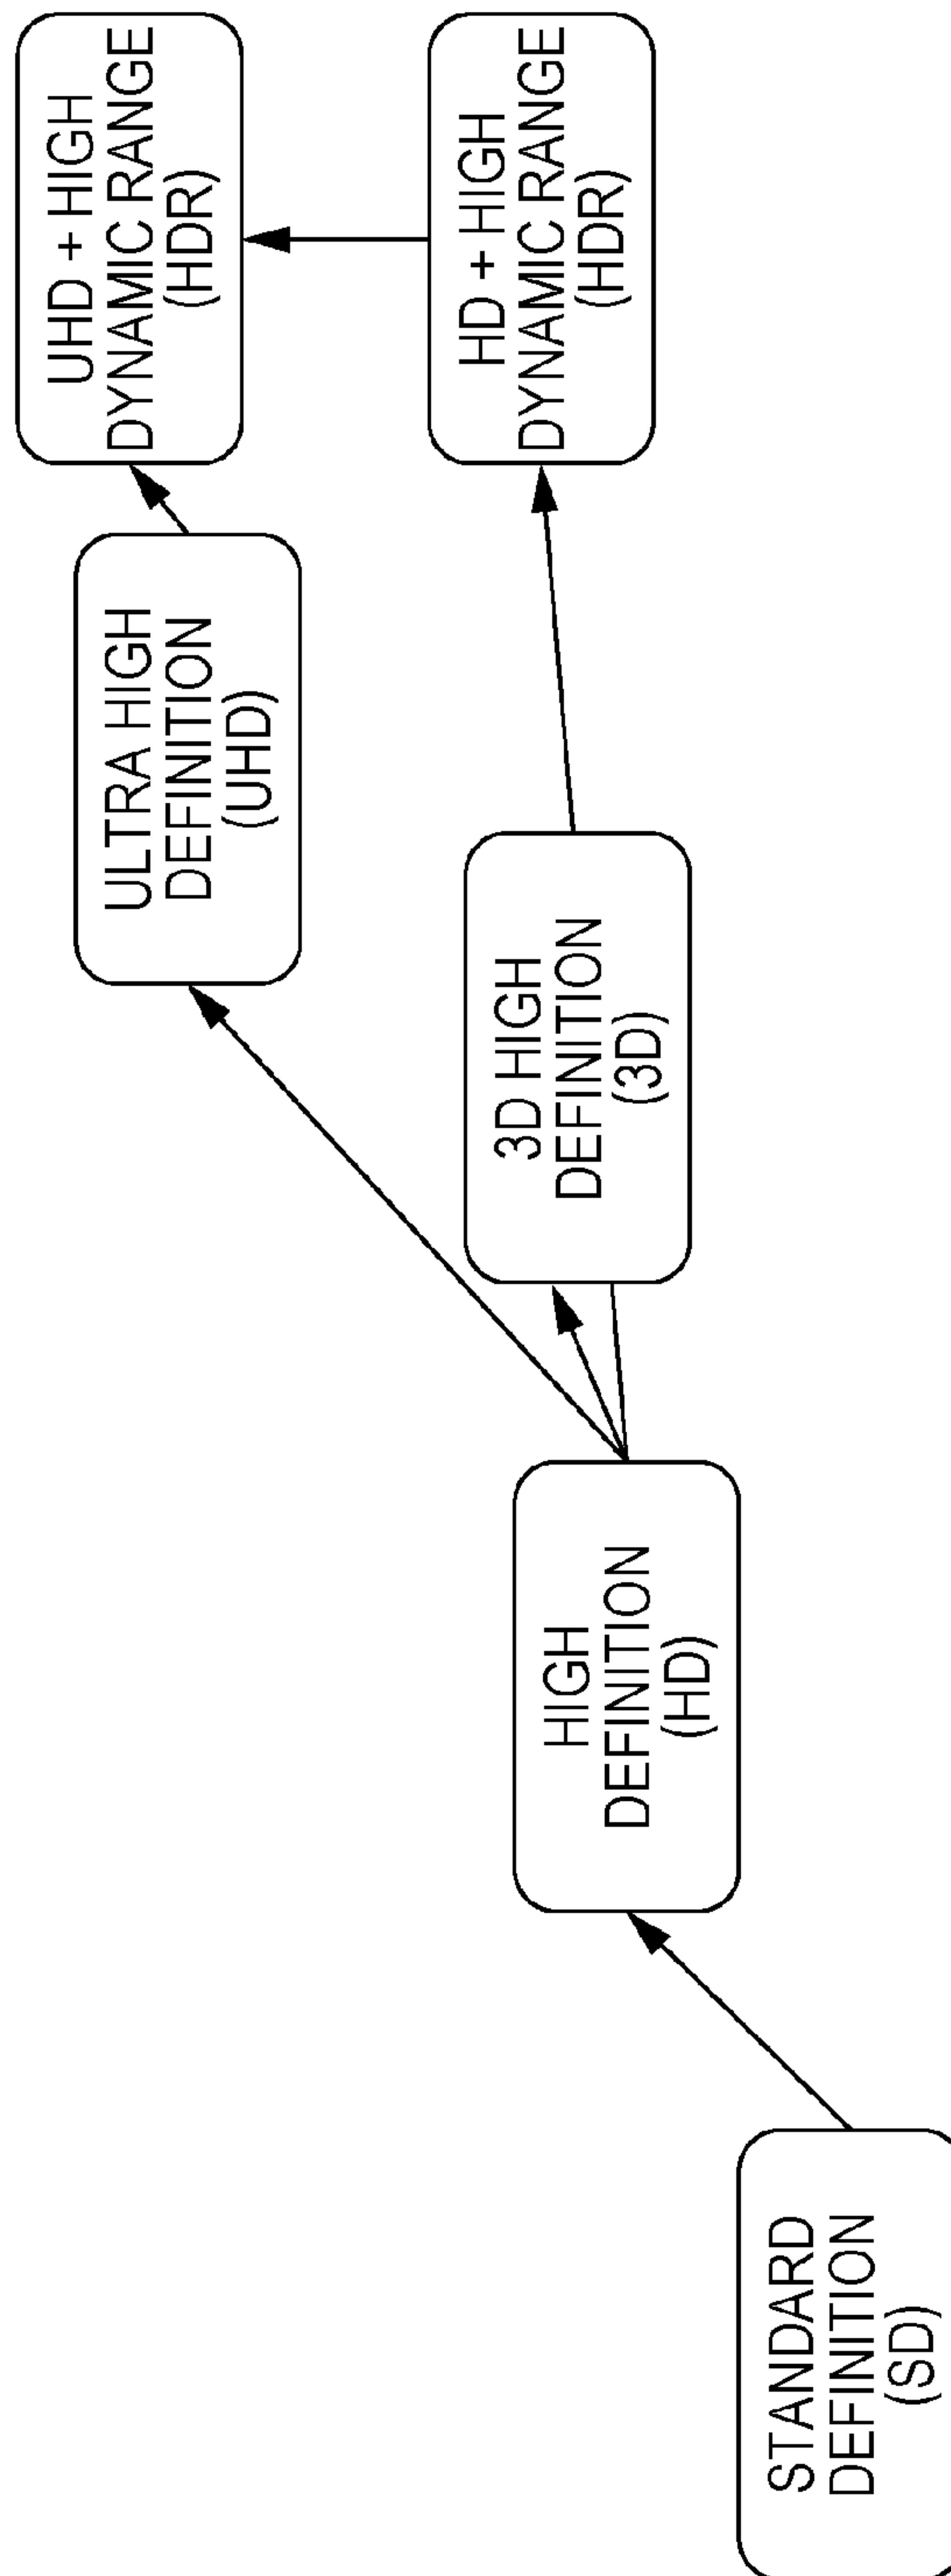 STANDARD
DEFINITION
(SD)
HIGH
DEFINITION
(HD)
3D HIGH
DEFINITION
(3D)
ULTRA HIGH
DEFINITION
(UHD)
UHD + HIGH
DYNAMIC RANGE
(HDR)
HD + HIGH
DYNAMIC RANGE
(HDR)